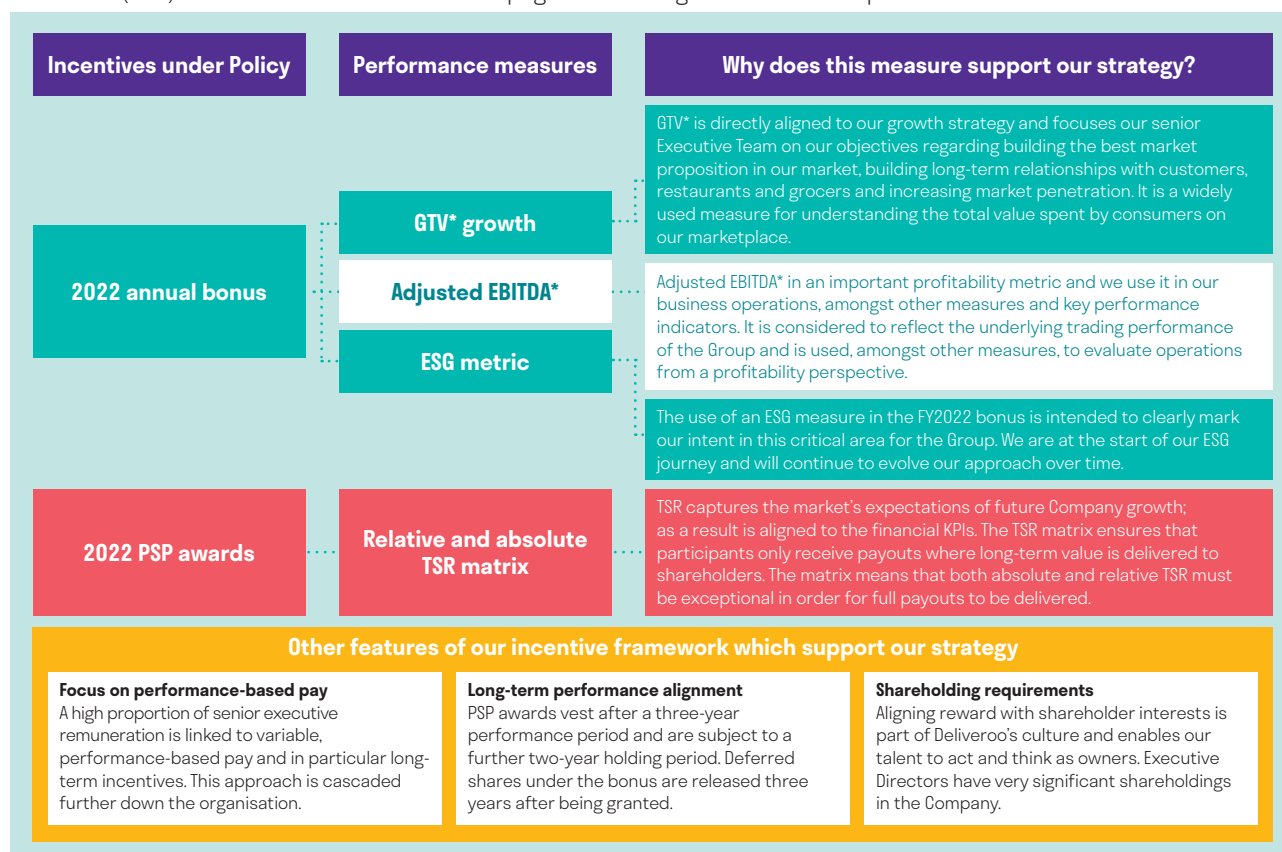 Incentives under Policy
Performance measures
Why does this measure support our strategy?
2022 annual bonus
GTV* growth
GTV* is directly aligned to our growth strategy and focuses our senior
Executive Team on our objectives regarding building the best market
proposition in our market, building long-term relationships with customers,
restaurants and grocers and increasing market penetration. It is a widely
used measure for understanding the total value spent by consumers on
our marketplace.
Adjusted EBITDA*
Adjusted EBITDA* in an important profitability metric and we use it in our
business operations, amongst other measures and key performance
indicators. It is considered to reflect the underlying trading performance
of the Group and is used, amongst other measures, to evaluate operations
from a profitability perspective.
ESG metric
The use of an ESG measure in the FY2022 bonus is intended to clearly mark
our intent in this critical area for the Group. We are at the start of our ESG
journey and will continue to evolve our approach over time.
2022 PSP awards
Relative and absolute
TSR matrix
TSR captures the market's expectations of future Company growth;
as a result is aligned to the financial KPIs. The TSR matrix ensures that
participants only receive payouts where long-term value is delivered to
shareholders. The matrix means that both absolute and relative TSR must
be exceptional in order for full payouts to be delivered.
Other features of our incentive framework which support our strategy
Focus on performance-based pay
A high proportion of senior executive
remuneration is linked to variable,
performance-based pay and in particular long-
term incentives. This approach is cascaded
further down the organisation.
Long-term performance alignment
PSP awards vest after a three-year
performance period and are subject to a
further two-year holding period. Deferred
shares under the bonus are released three
years after being granted.
Shareholding requirements
Aligning reward with shareholder interests is
part of Deliveroo's culture and enables our
talent to act and think as owners. Executive
Directors have very significant shareholdings
in the Company.